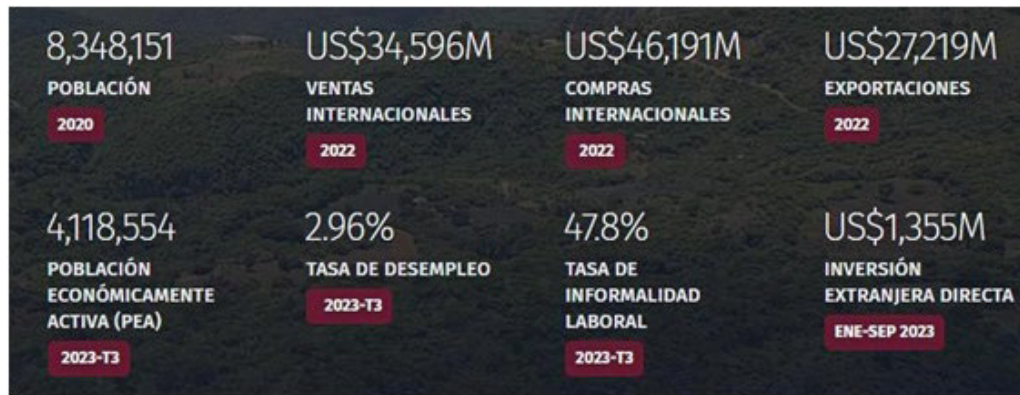 8,348,151
POBLACIÓN
2020
US$34,596M
VENTAS
INTERNACIONALES
2022
US$46,191M
COMPRAS
INTERNACIONALES
2022
US$27,219M
EXPORTACIONES
2022
4,118,554
POBLACIÓN
ECONÓMICAMENTE
ACTIVA (PEA)
2023-T3
2.96%
TASA DE DESEMPLEO
2023-T3
47.8%
TASA DE
INFORMALIDAD
LABORAL
2023-T3
US$1,355M
INVERSIÓN
EXTRANJERA DIRECTA
ENE-SEP 2023